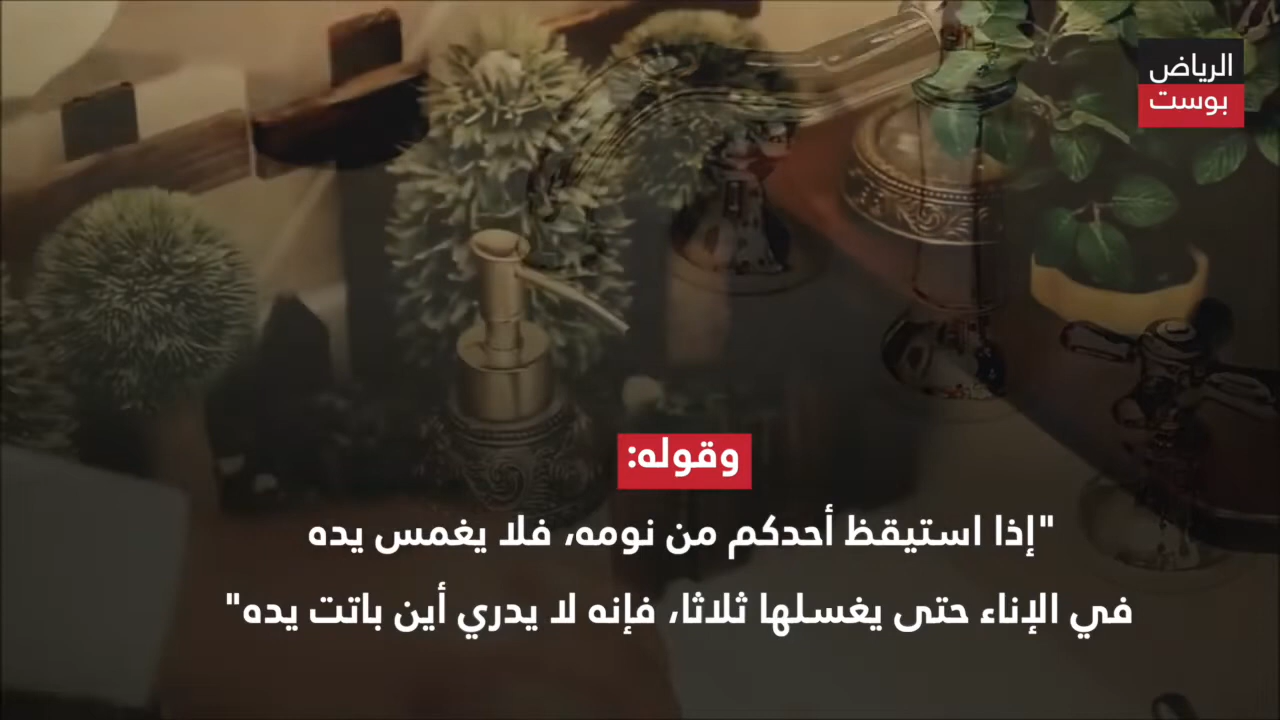 الرياض
بوست
وقوله:
"إذا استيقظ أحدكم من نومه، فلا يغمس يده
في الإناء حتى يغسلها ثلاثا، فإنه لا يدري أين باتت يده"